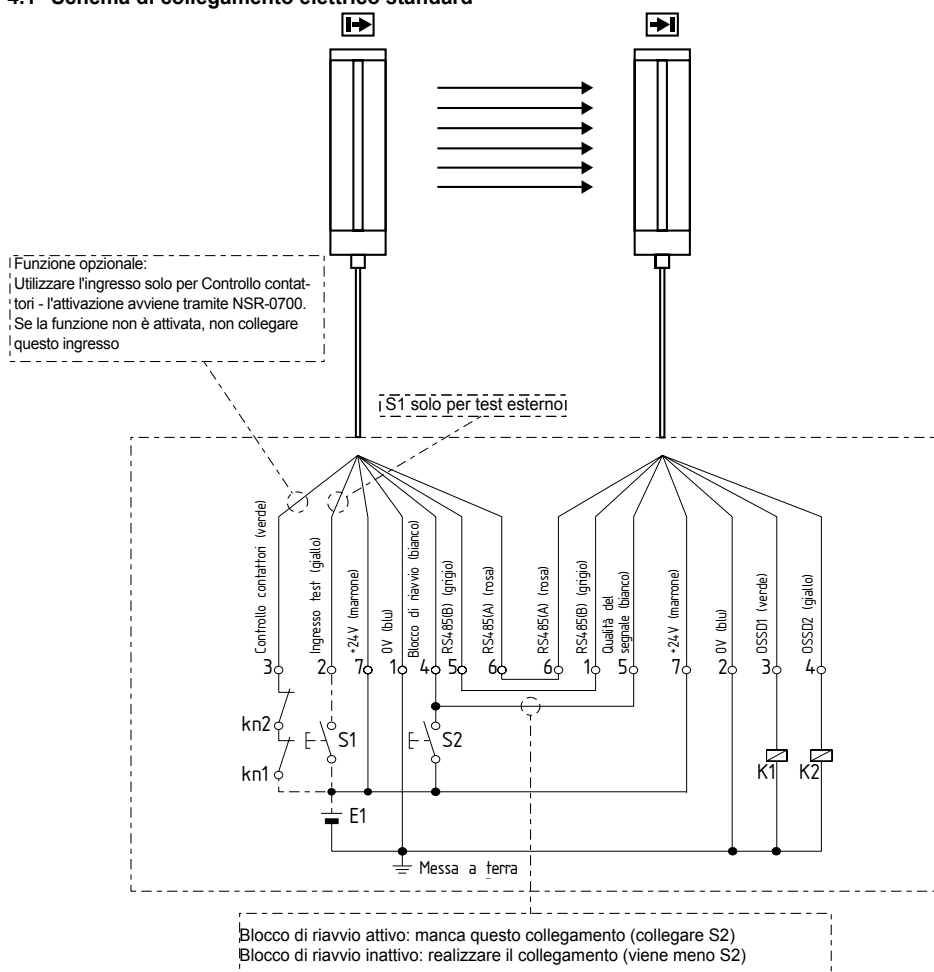 4.1 Schema di collegamento elettrico standard
Funzione opzionale:
Utilizzare l'ingresso solo per Controllo contat-
tori - l'attivazione avviene tramite NSR-0700.
Se la funzione non è attivata, non collegare
questo ingresso
S1 solo per test esterno
Controllo contattori (verde)
Ingresso test (giallo)
+24V (marrone)
0V (blu)
Blocco di riavvio (bianco)
RS485(B) (grigio)
RS485(A) (rosa)
RS485(A) (rosa)
RS485(B) (grigio)
Qualità del
segnale (bianco)
+24V (marrone)
0V (blu)
OSSD1 (verde)
OSSD2 (giallo)
3 2 7 1 4 5 6 6 1 5 7 2 3 4
kn2
S1
S2
kn1
K1
K2
E1
Messa a terra
Blocco di riavvio attivo: manca questo collegamento (collegare S2)
Blocco di riavvio inattivo: realizzare il collegamento (viene meno S2)